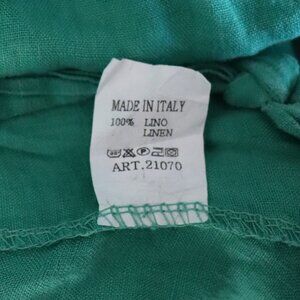 MADE IN ITALY
100% LINO
LINEN
ART.21070